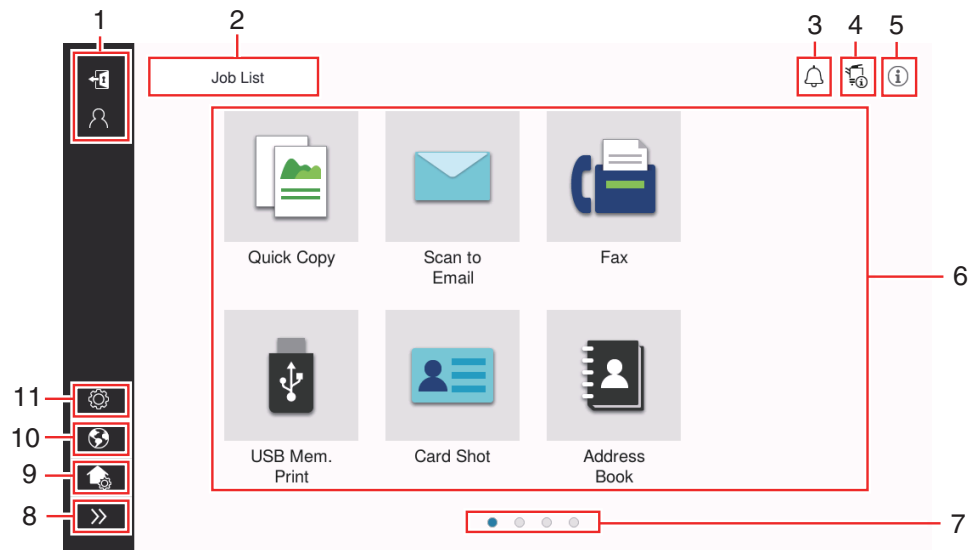 1
2
3
4
5
Job List
Quick Copy
Scan to
Email
Fax
6
USB Mem.
Print
Card Shot
Address
Book
11
10
9
8
7